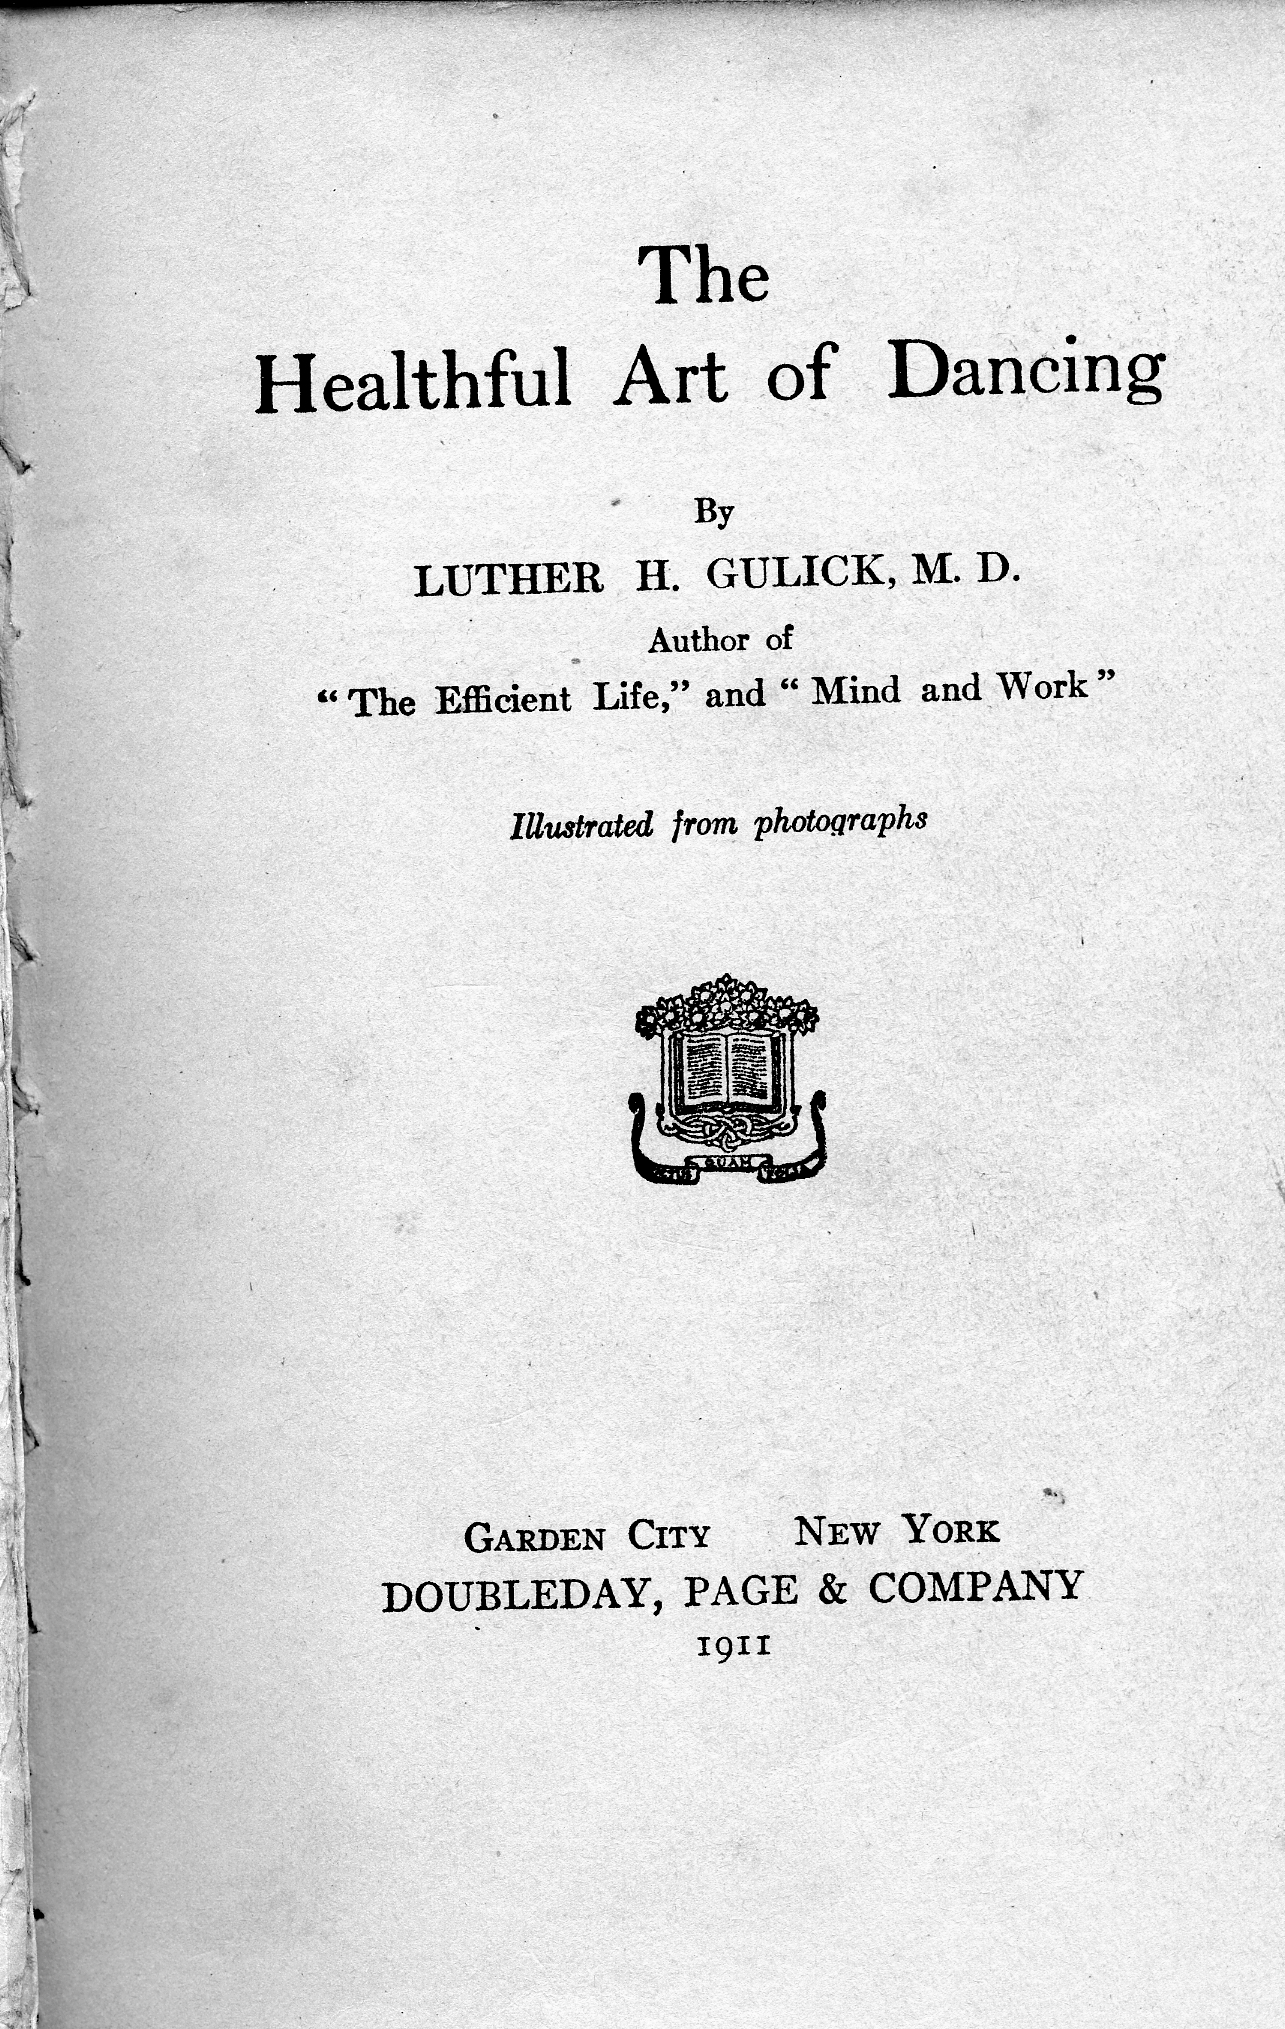 The
Healthful Art of Dancing
By
LUTHER H. GULICK, M. D.
Author of
“The Efficient Life,” and “Mind and Work”
Illustrated from photographs
QUAM
GARDEN CITY NEW YORK
DOUBLEDAY, PAGE & COMPANY
1911